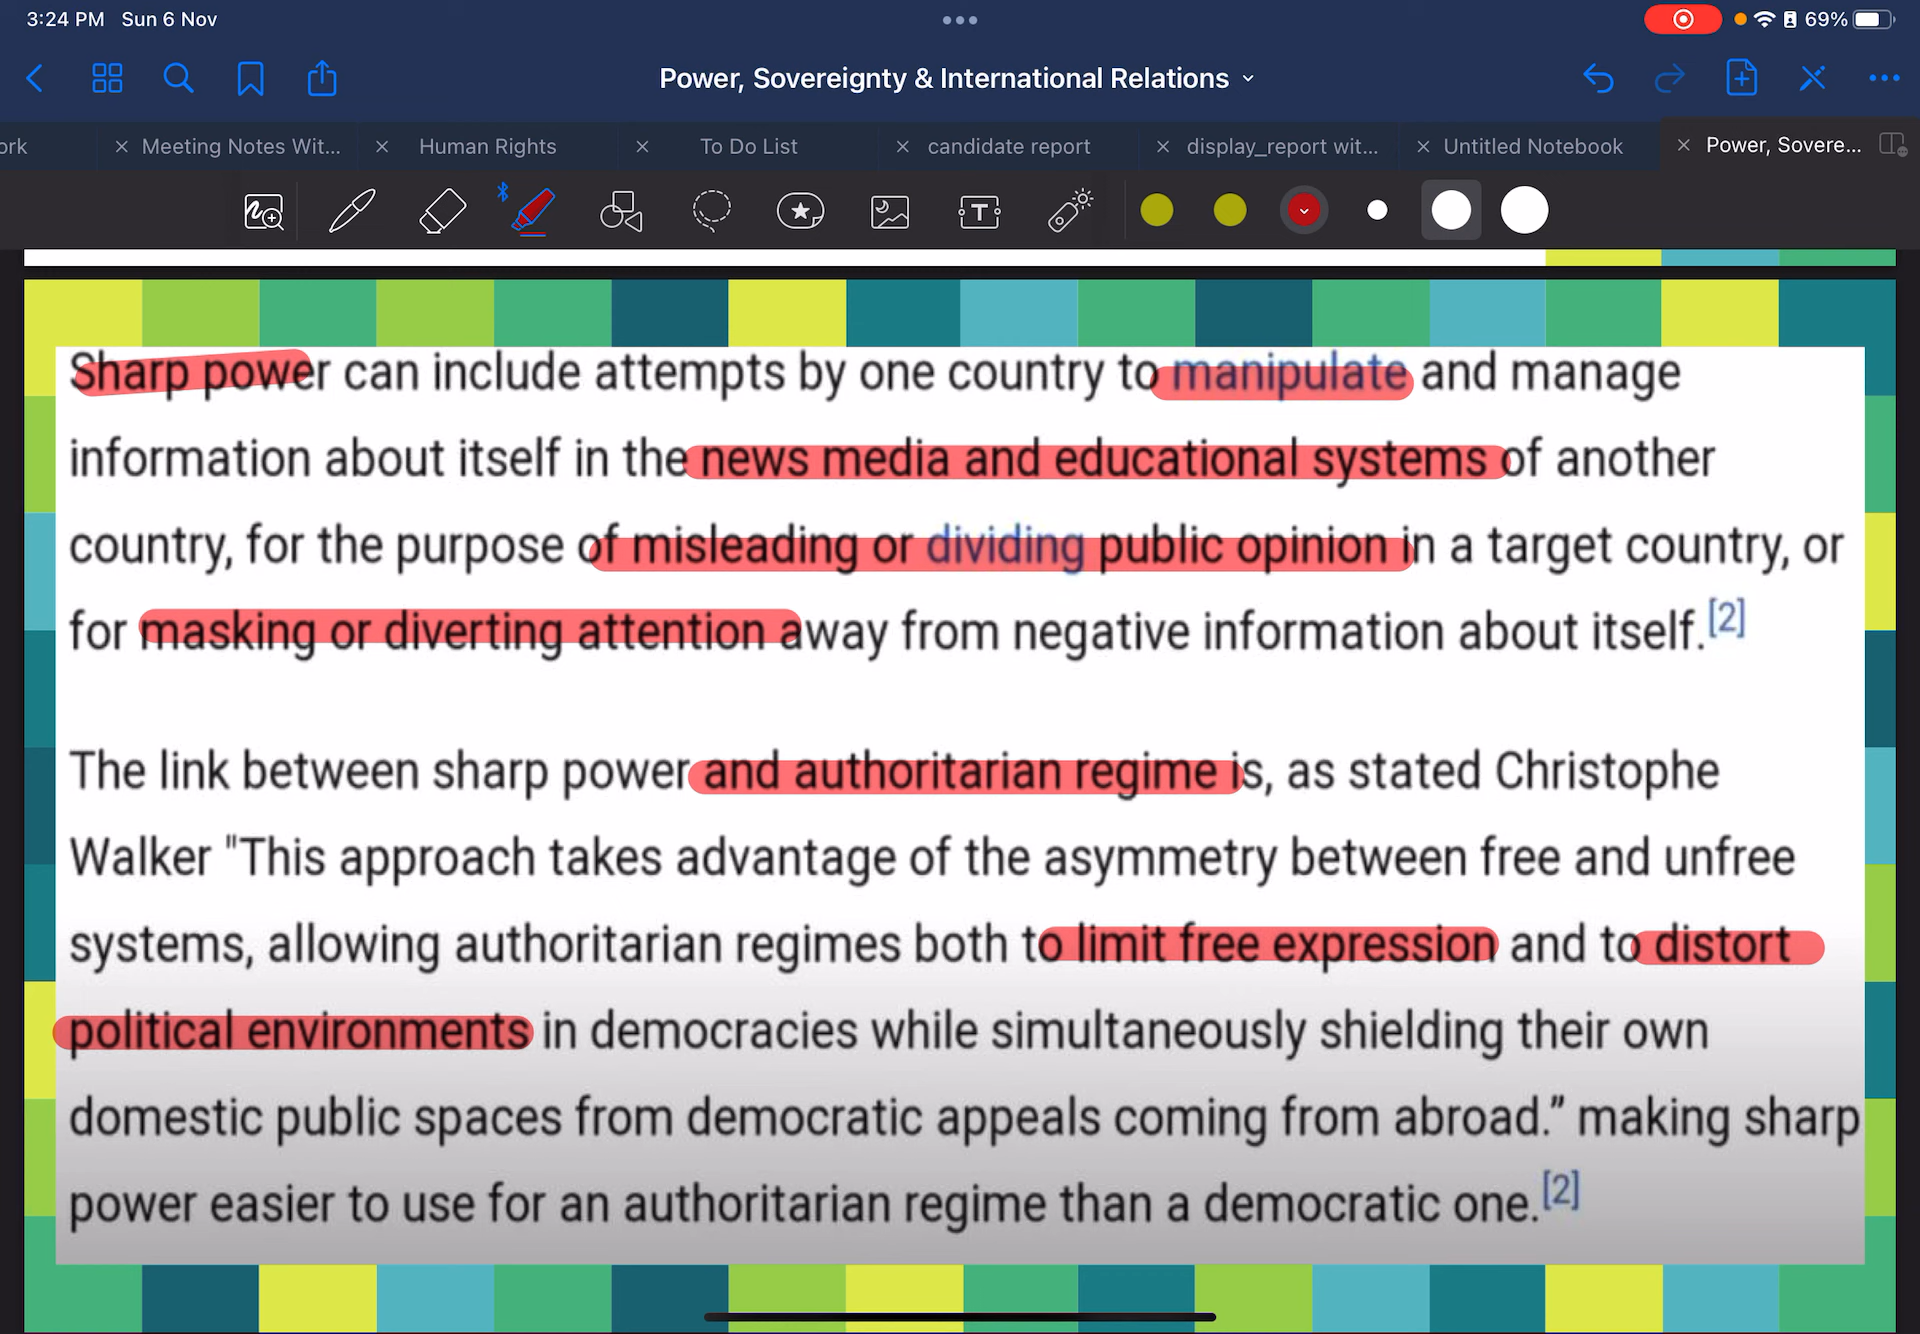 3:24 PM Sun 6 Nov
69%
Power, Sovereignty & International Relations
ork
Meeting Notes Wit...
Human Rights
To Do List
candidate report
display_report wit...
Untitled Notebook
Power, Sovere...
T
Sharp power can include attempts by one country to manipulate and manage
information about itself in the news media and educational systems of another
country, for the purpose of misleading or dividing public opinion in a target country, or
for masking or diverting attention away from negative information about itself.[2]
The link between sharp power and authoritarian regime is, as stated Christophe
Walker "This approach takes advantage of the asymmetry between free and unfree
systems, allowing authoritarian regimes both to limit free expression and to distort
political environments in democracies while simultaneously shielding their own
domestic public spaces from democratic appeals coming from abroad.” making sharp
power easier to use for an authoritarian regime than a democratic one.[2]